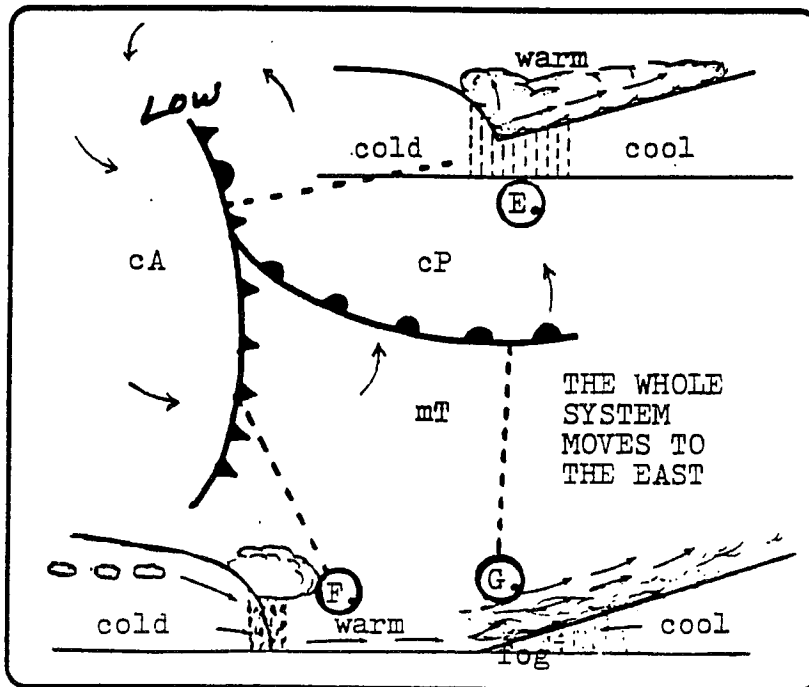 warm
LOW
cold
cool
E.
cA
cP
mT
THE WHOLE
SYSTEM
MOVES TO
THE EAST
F.
G.
cold
warm
cool
fog